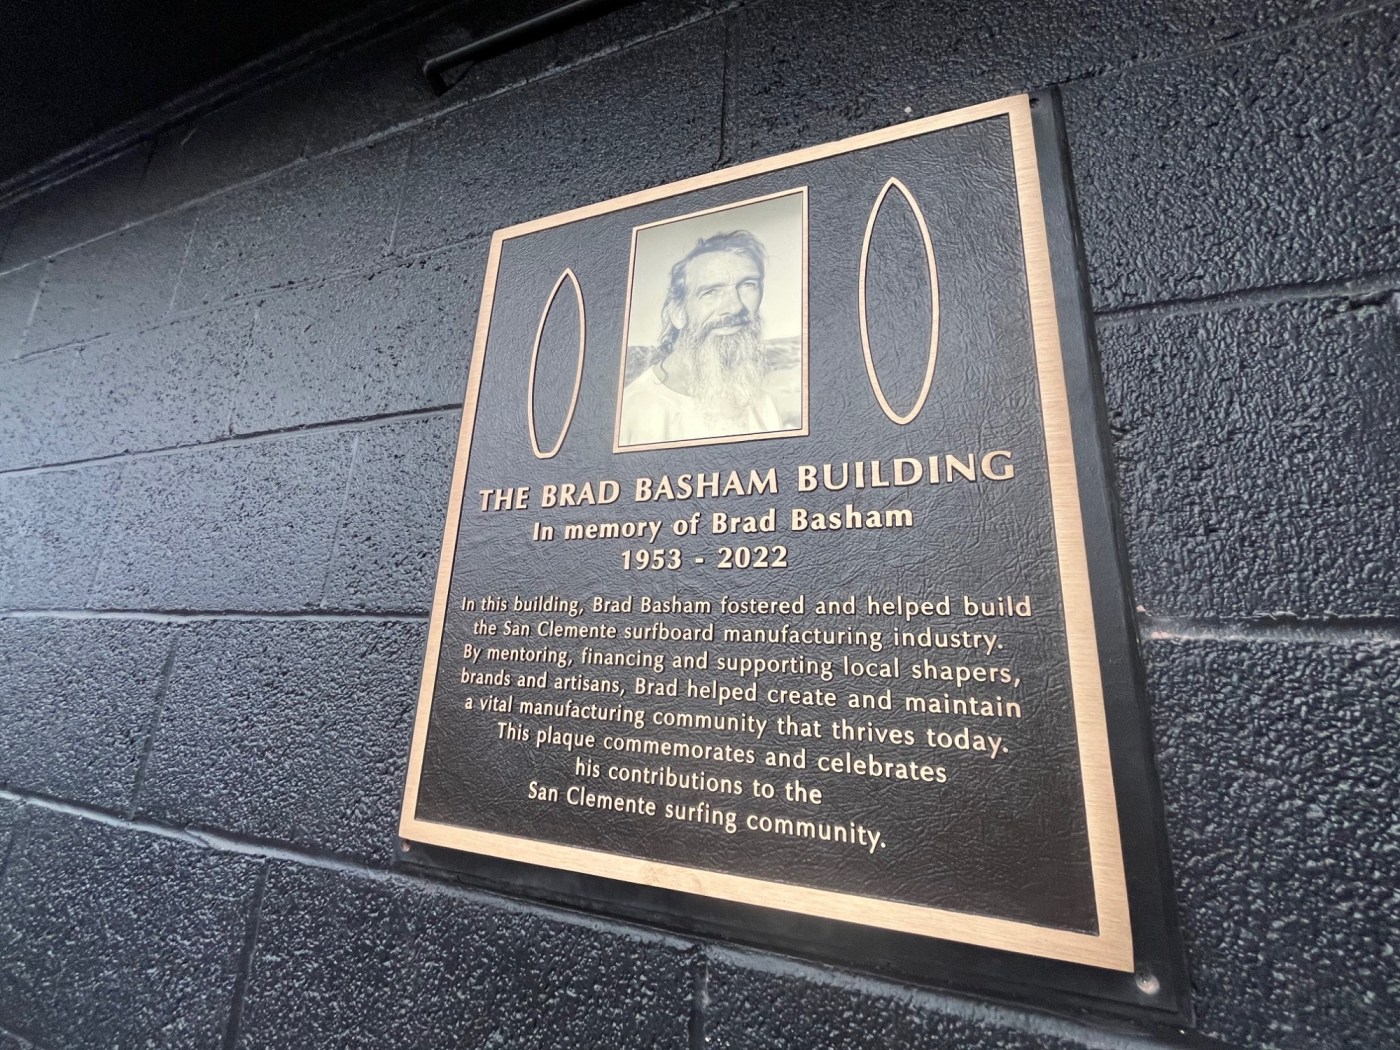 THE BRAD BASHAM BUILDING
In memory of Brad Basham
1953 - 2022
In this building, Brad Basham fostered and helped build
the San Clemente surfboard manufacturing industry.
By mentoring, financing and supporting local shapers,
brands and artisans, Brad helped create and maintain
a vital manufacturing community that thrives today.
This plaque commemorates and celebrates
his contributions to the
San Clemente surfing community.